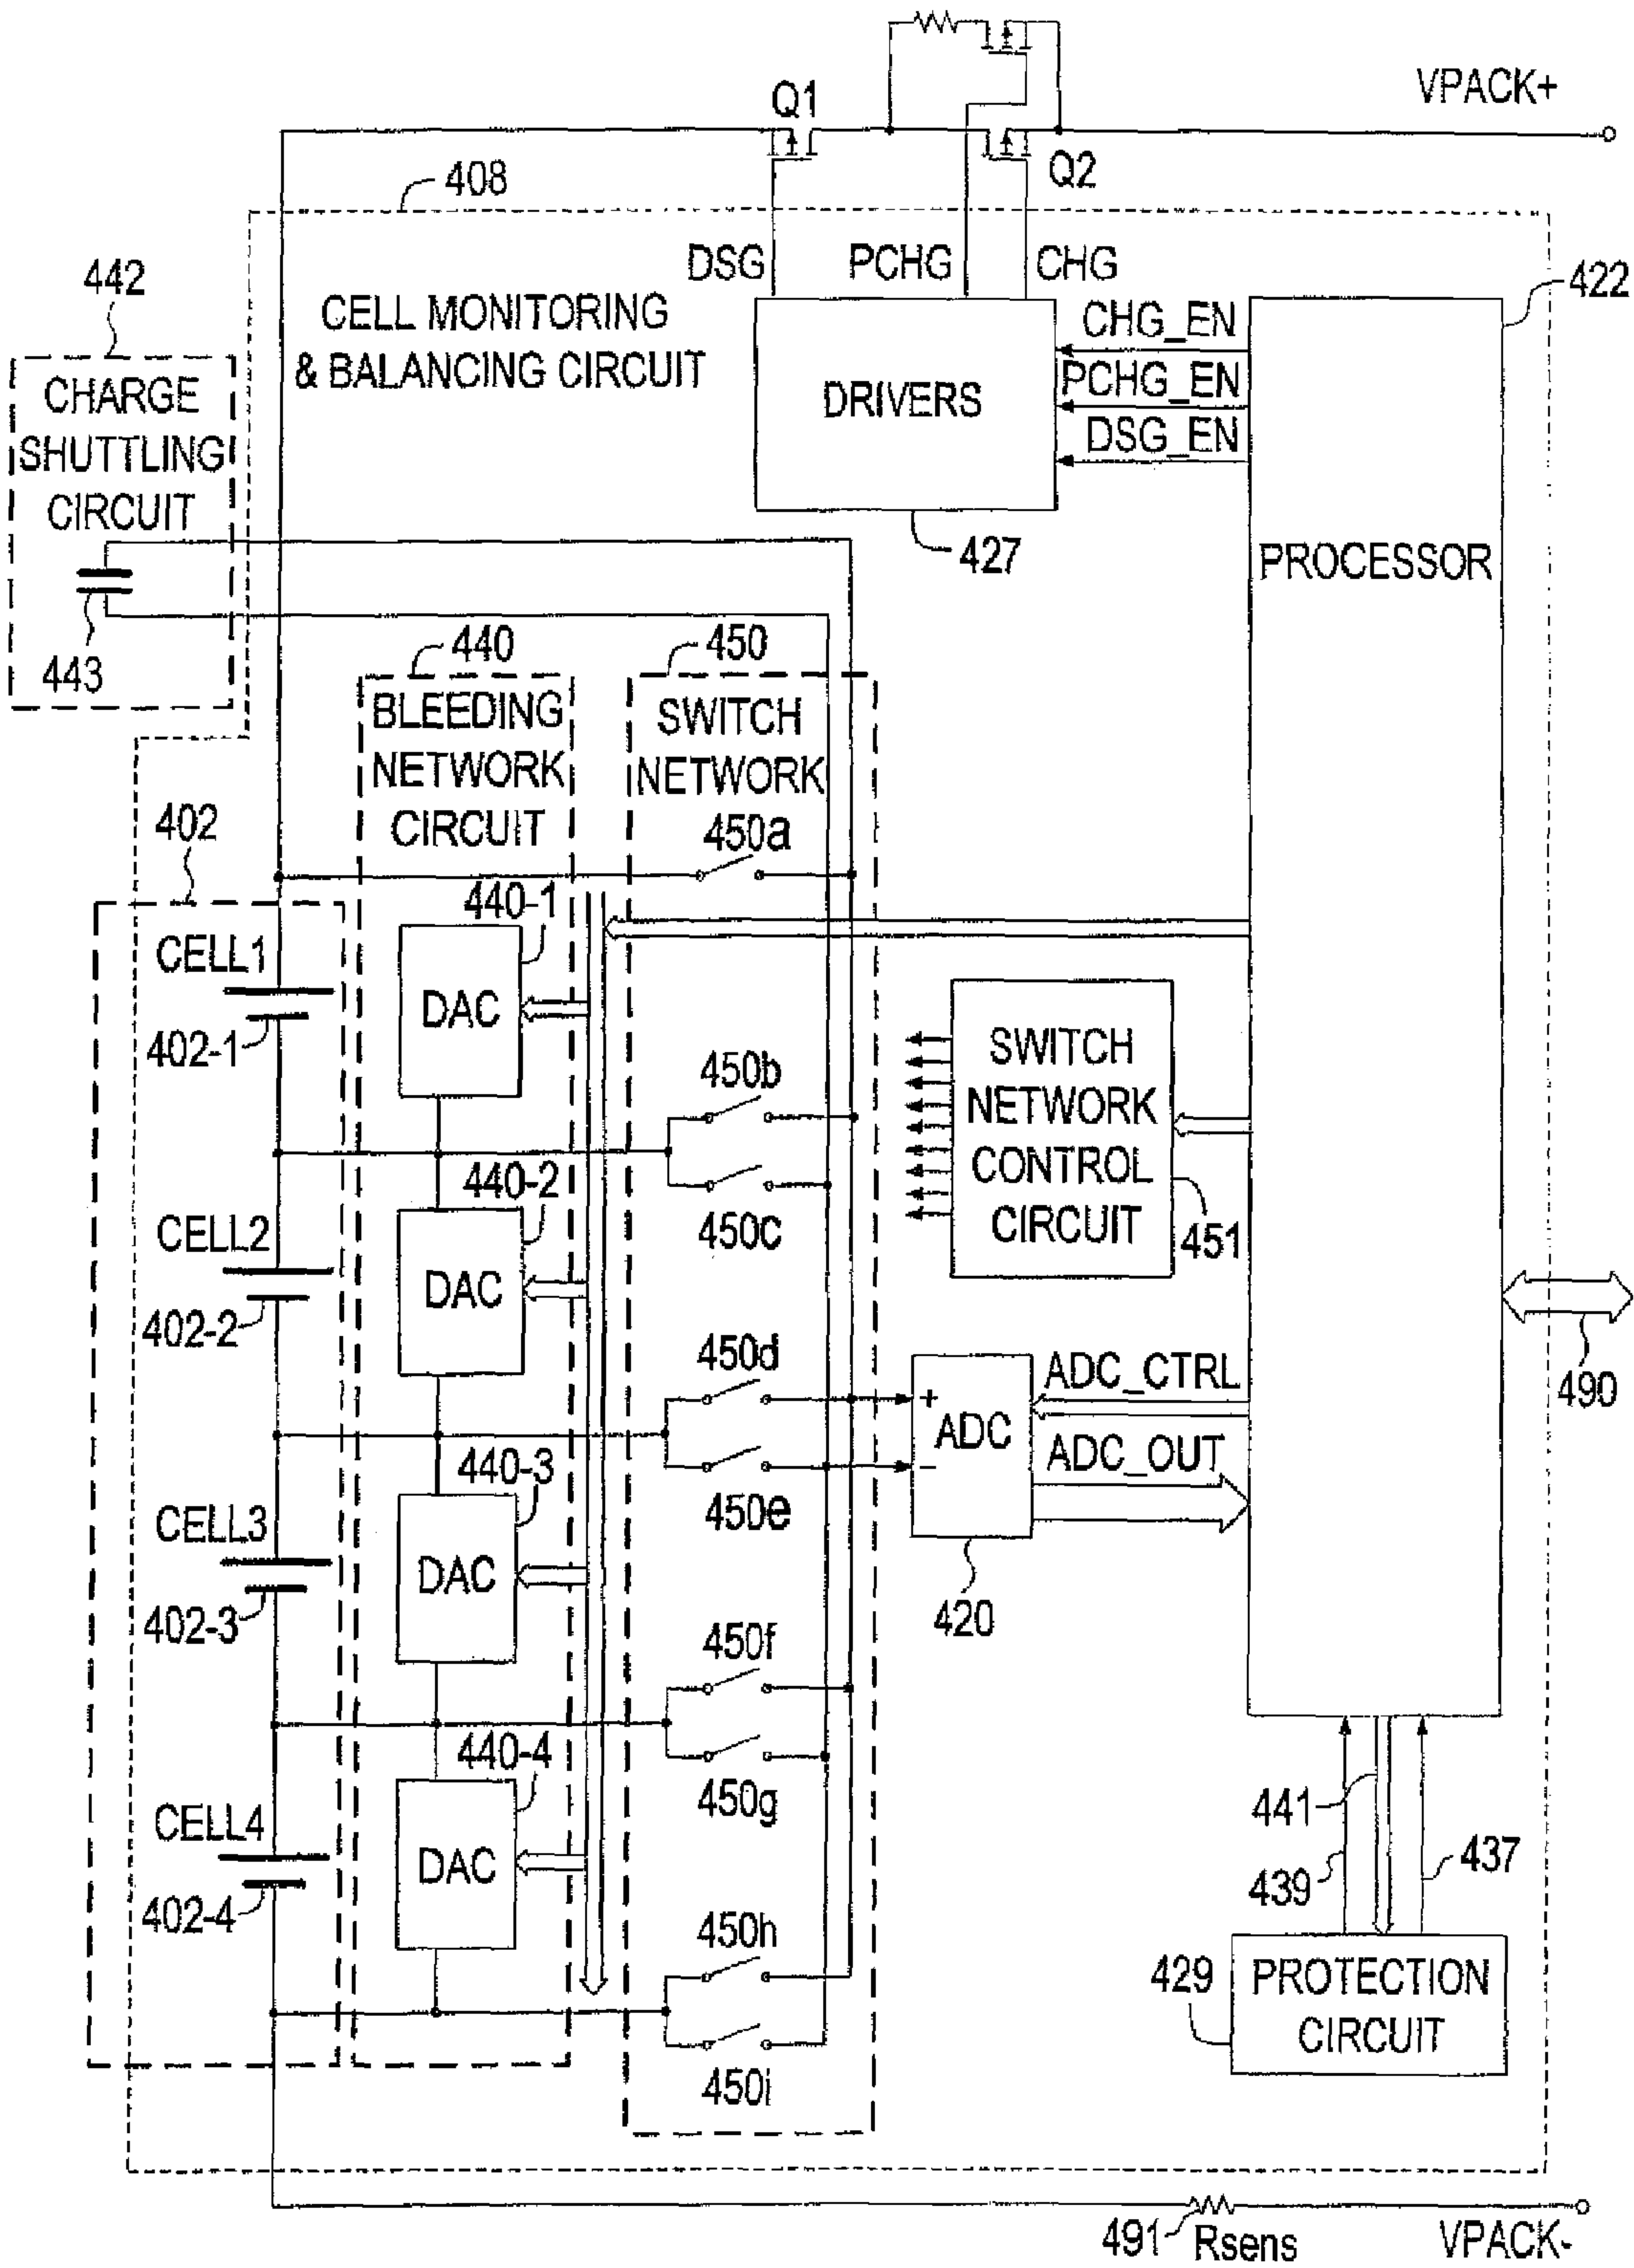 VPACK+
Q1
Q2
408
DSG
PCHG
CHG
442
422
CELL MONITORING
& BALANCING CIRCUIT
CHG_EN
PCHG_EN
DSG_EN
DRIVERS
CHARGE
SHUTTLING
CIRCUIT
427
PROCESSOR
443
440
450
BLEEDING
NETWORK
CIRCUIT
SWITCH
NETWORK
402
450a
440-1
CELL1
DAC
402-1
SWITCH
NETWORK
CONTROL
CIRCUIT
451
450b
440-2
450c
CELL2
DAC
402-2
490
450d
ADC_CTRL
+
ADC
-
ADC_OUT
440-3
450e
CELL3
DAC
402-3
420
450f
440-4
450g
441
CELL4
DAC
439
437
402-4
450h
429
PROTECTION
CIRCUIT
450i
491
Rsens
VPACK-